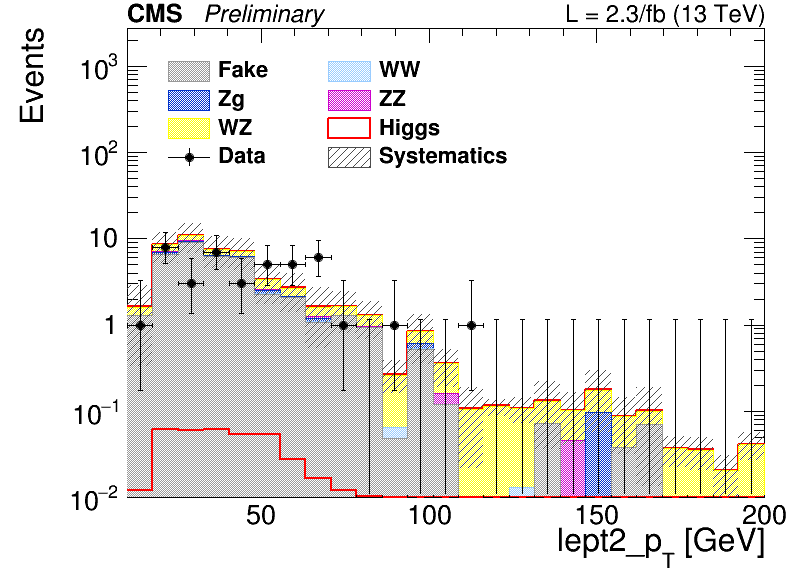 CMS Preliminary L = 2.3/fb (13 TeV)
Events
10³
10²
10
1
10⁻¹
10⁻²
Fake WW
Zg ZZ
WZ Higgs
Data Systematics
50 100 150 200
lept2_p_T [GeV]